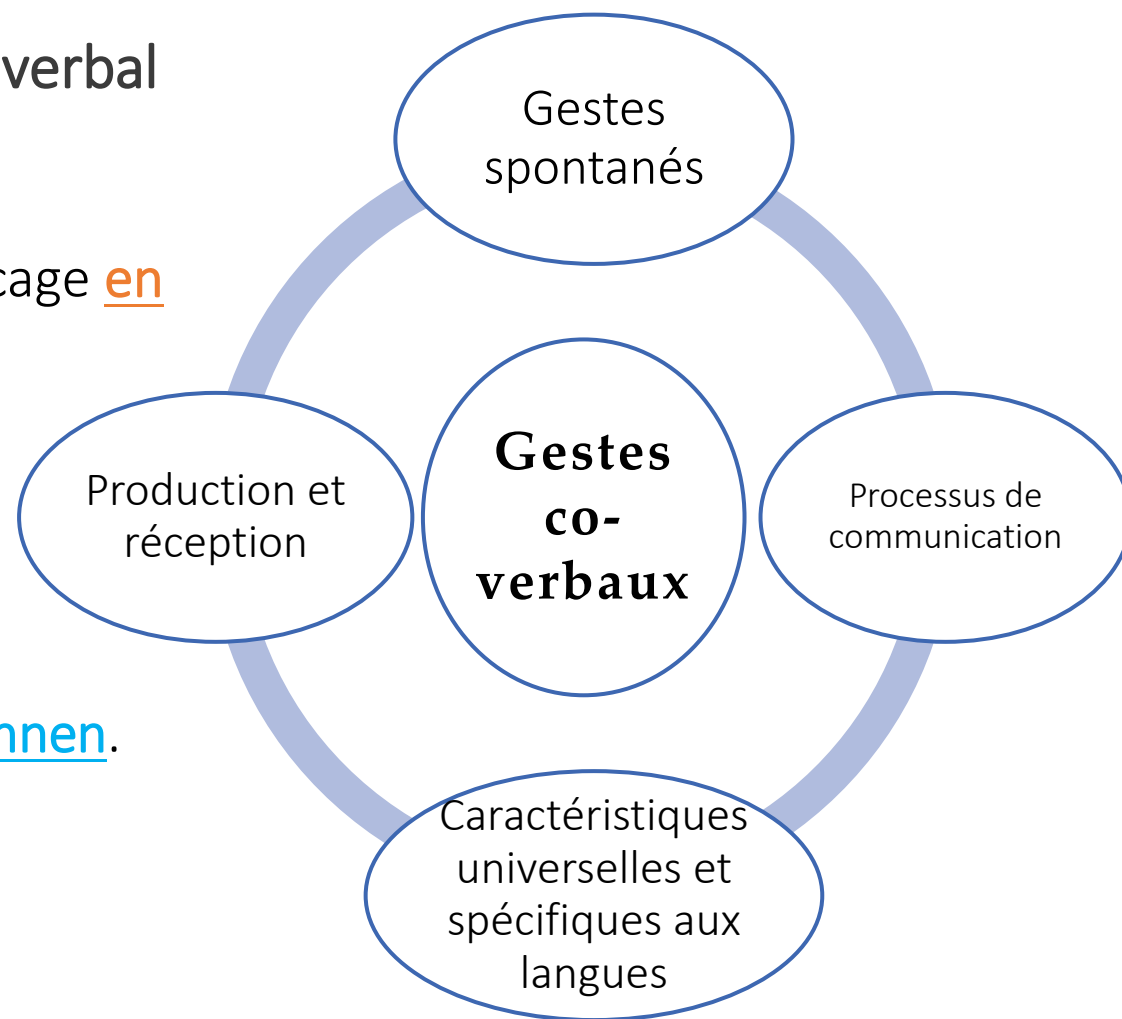 verbal
cage en
nnen.
Gestes
spontanés
Production et
réception
Gestes
co-
verbaux
Processus de
communication
Caractéristiques
universelles et
spécifiques aux
langues